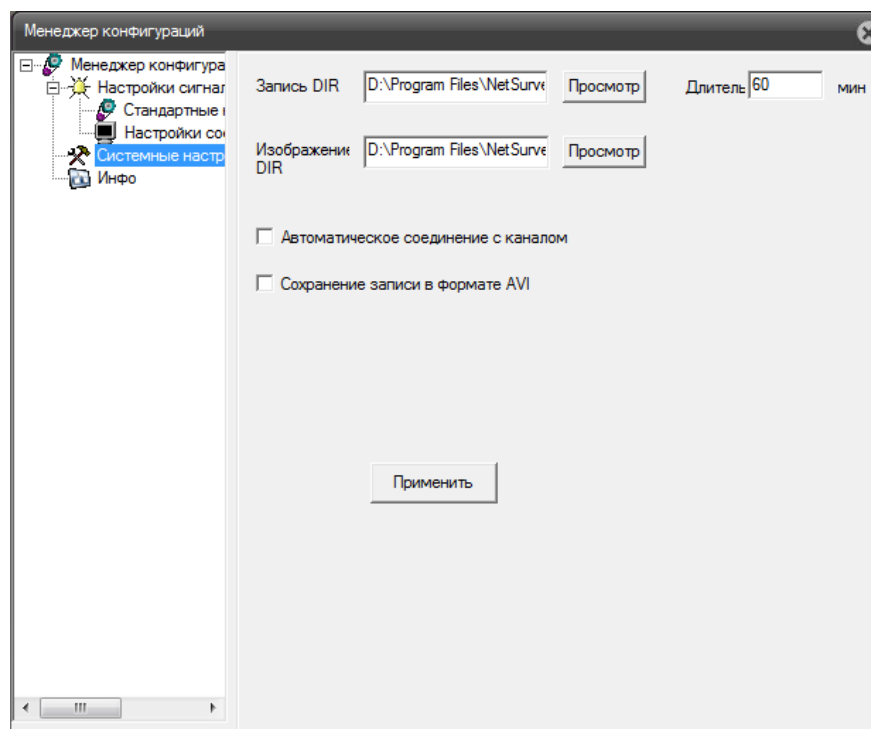 Менеджер конфигураций
Менеджер конфигура
Настройки сигнал
Стандартные
Настройки со
Системные настр
Инфо
Запись DIR
D:\Program Files\NetSurve
Просмотр
Длитель
60
мин
Изображение
DIR
D:\Program Files\NetSurve
Просмотр
Автоматическое соединение с каналом
Сохранение записи в формате AVI
Применить